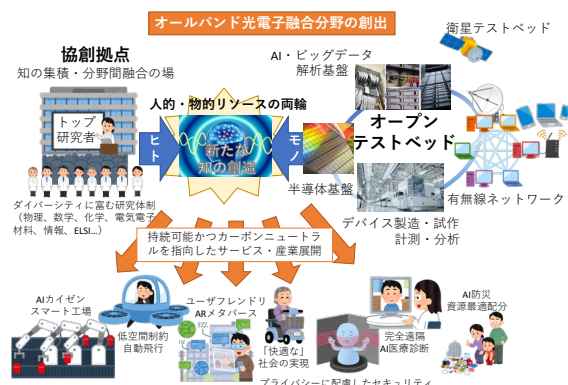 オールバンド光電子融合分野の創出
協創拠点
知の集積・分野間融合の場
トップ
研究者
ダイバーシティに富む研究体制
（物理、数学、化学、電気電子
材料、情報、ELSI...）
人的・物的リソースの両輪
ヒト
新たな
知の創造
モノ
AI・ビッグデータ
解析基盤
衛星テストベッド
オープン
テストベッド
半導体基盤
有無線ネットワーク
デバイス製造・試作
計測・分析
持続可能かつカーボンニュートラ
ルを指向したサービス・産業展開
AIカイゼン
スマート工場
低空間制約
自動飛行
ユーザフレンドリ
ARメタバース
「快適な」
社会の実現
プライバシーに配慮したセキュリティ
完全遠隔
AI医療診断
AI防災
資源最適配分